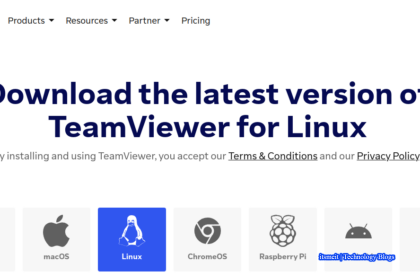 Products Resources Partner Pricing
Download the latest version of
TeamViewer for Linux
y installing and using TeamViewer, you accept our Terms & Conditions and our Privacy Policy
macOS Linux ChromeOS Raspberry Pi
itsmeit Technology Blogs